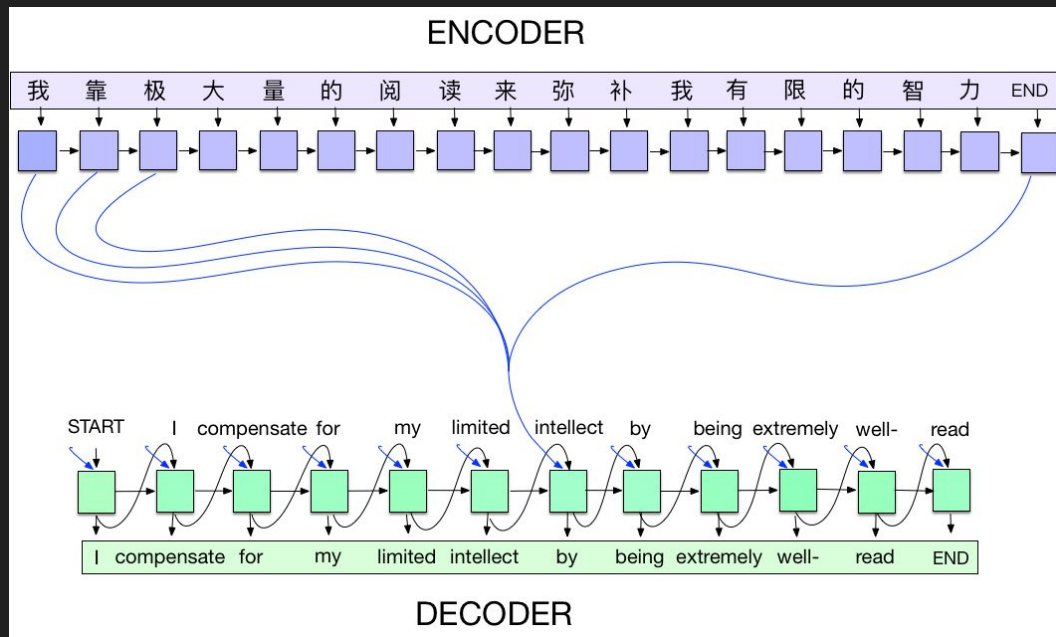 ENCODER
我 靠 极 大 量 的 阅 读 来 弥 补 我 有 限 的 智 力 END
START I compensate for my limited intellect by being extremely well- read
I compensate for my limited intellect by being extremely well- read END
DECODER